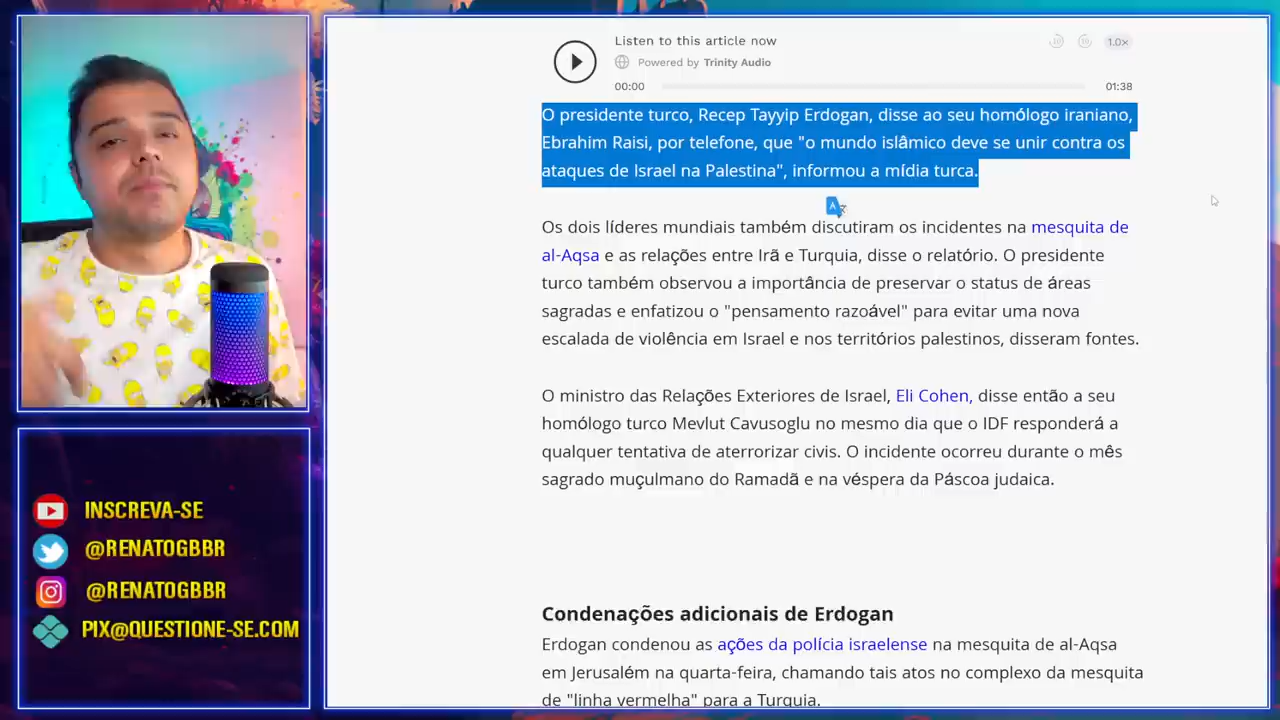 Listen to this article now
1.0x
Powered by Trinity Audio
00:00
01:38
O presidente turco, Recep Tayyip Erdogan, disse ao seu homólogo iraniano,
Ebrahim Raisi, por telefone, que "o mundo islâmico deve se unir contra os
ataques de Israel na Palestina", informou a mídia turca.
Os dois líderes mundiais também discutiram os incidentes na mesquita de
al-Aqsa e as relações entre Irã e Turquia, disse o relatório. O presidente
turco também observou a importância de preservar o status de áreas
sagradas e enfatizou o "pensamento razoável" para evitar uma nova
escalada de violência em Israel e nos territórios palestinos, disseram fontes.
O ministro das Relações Exteriores de Israel, Eli Cohen, disse então a seu
homólogo turco Mevlut Cavusoglu no mesmo dia que o IDF responderá a
qualquer tentativa de aterrorizar civis. O incidente ocorreu durante o mês
sagrado muçulmano do Ramadã e na véspera da Páscoa judaica.
Condenações adicionais de Erdogan
Erdogan condenou as ações da polícia israelense na mesquita de al-Aqsa
em Jerusalém na quarta-feira, chamando tais atos no complexo da mesquita
de "linha vermelha" para a Turquia.
INSCREVA-SE
@RENATOGBBR
@RENATOGBBR
PIX@QUESTIONE-SE.COM